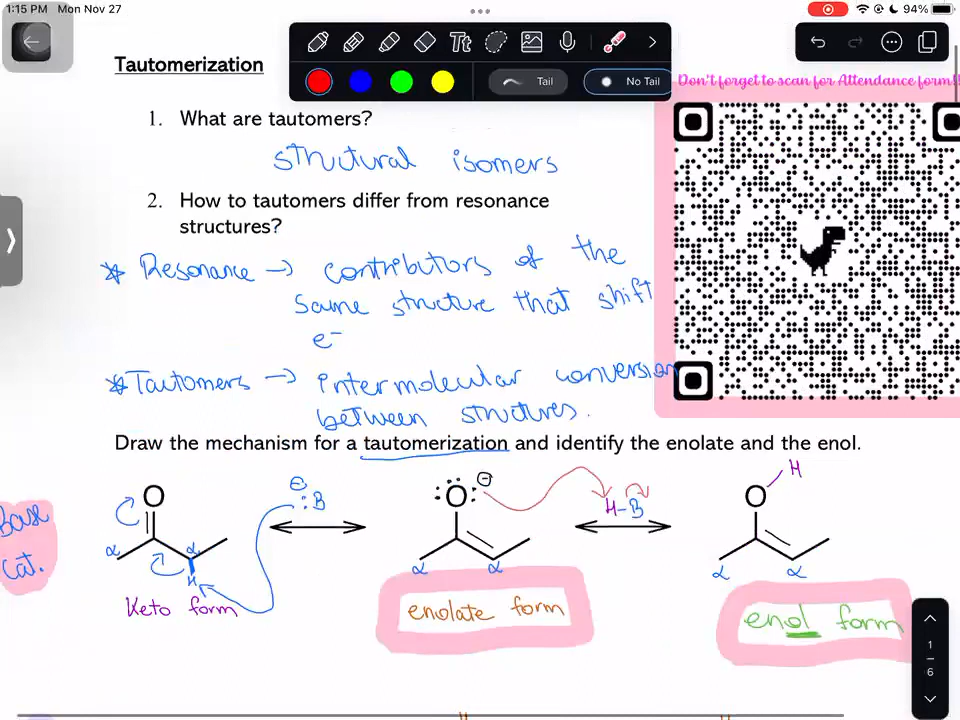 1:15 PM Mon Nov 27
94%
Tt
Tail
No Tail
Tautomerization
Don't forget to scan for Attendance form!!
1. What are tautomers?
structural isomers
2. How to tautomers differ from resonance
structures?
* Resonance → contributors of the
same structure that shift
e⁻
* Tautomers → intermolecular conversion
between structures.
Draw the mechanism for a tautomerization and identify the enolate and the enol.
Base
cat.
O
α
α
H
⊖
:B
Keto form
O
⊖
α
α
H-B
enolate form
O
H
α
α
enol form
1
6